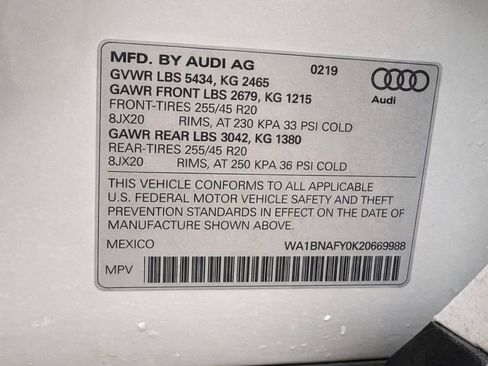 MFD. BY AUDI AG 0219
GVWR LBS 5434, KG 2465
GAWR FRONT LBS 2679, KG 1215
Audi
FRONT-TIRES 255/45 R20
8JX20 RIMS, AT 230 KPA 33 PSI COLD
GAWR REAR LBS 3042, KG 1380
REAR-TIRES 255/45 R20
8JX20 RIMS, AT 250 KPA 36 PSI COLD
THIS VEHICLE CONFORMS TO ALL APPLICABLE
U.S. FEDERAL MOTOR VEHICLE SAFETY AND THEFT
PREVENTION STANDARDS IN EFFECT ON THE DATE OF
MANUFACTURE SHOWN ABOVE.
MEXICO WA1BNAFY0K20669988
MPV